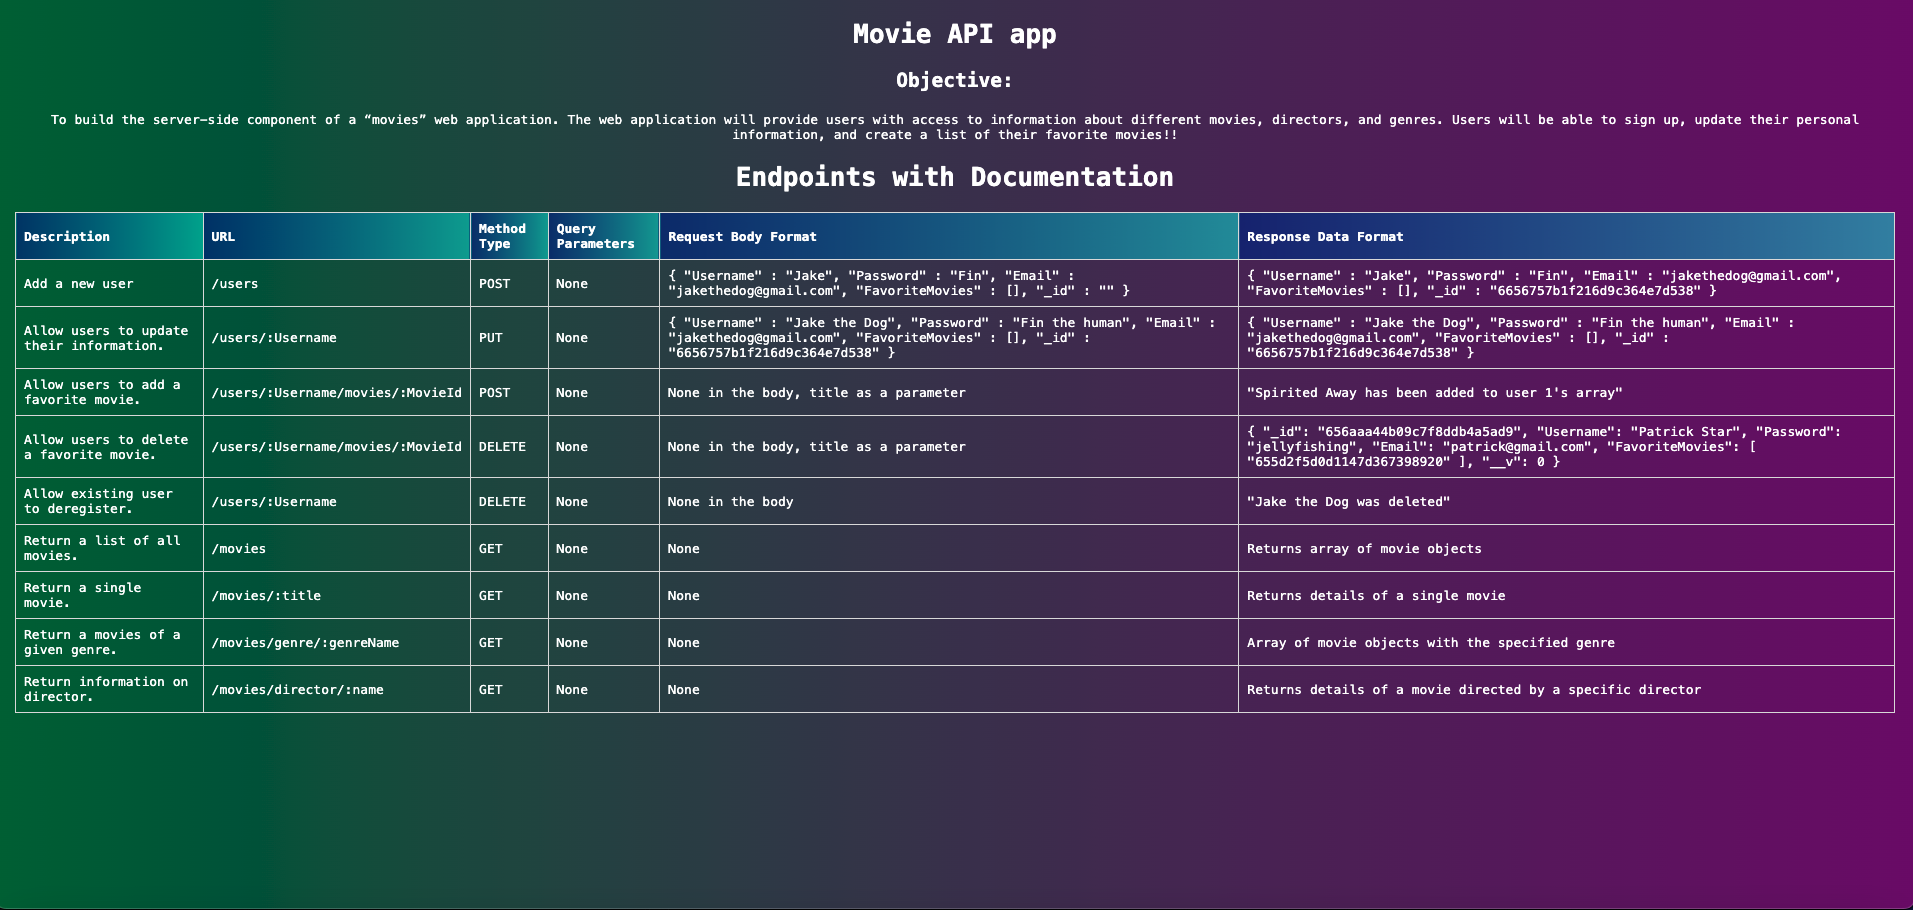 Movie API app
Objective:
To build the server-side component of a “movies” web application. The web application will provide users with access to information about different movies, directors, and genres. Users will be able to sign up, update their personal
information, and create a list of their favorite movies!!
Endpoints with Documentation
Description
URL
Method
Type
Query
Parameters
Request Body Format
Response Data Format
Add a new user
/users
POST
None
{ "Username" : "Jake", "Password" : "Fin", "Email" :
"jakethedog@gmail.com", "FavoriteMovies" : [], "_id" : "" }
{ "Username" : "Jake", "Password" : "Fin", "Email" : "jakethedog@gmail.com",
"FavoriteMovies" : [], "_id" : "6656757b1f216d9c364e7d538" }
Allow users to update
their information.
/users/:Username
PUT
None
{ "Username" : "Jake the Dog", "Password" : "Fin the human", "Email" :
"jakethedog@gmail.com", "FavoriteMovies" : [], "_id" :
"6656757b1f216d9c364e7d538" }
{ "Username" : "Jake the Dog", "Password" : "Fin the human", "Email" :
"jakethedog@gmail.com", "FavoriteMovies" : [], "_id" :
"6656757b1f216d9c364e7d538" }
Allow users to add a
favorite movie.
/users/:Username/movies/:MovieId
POST
None
None in the body, title as a parameter
"Spirited Away has been added to user 1's array"
Allow users to delete
a favorite movie.
/users/:Username/movies/:MovieId
DELETE
None
None in the body, title as a parameter
{ "_id": "656aaa44b09c7f8ddb4a5ad9", "Username": "Patrick Star", "Password":
"jellyfishing", "Email": "patrick@gmail.com", "FavoriteMovies": [
"655d2f5d0d1147d367398920" ], "__v": 0 }
Allow existing user
to deregister.
/users/:Username
DELETE
None
None in the body
"Jake the Dog was deleted"
Return a list of all
movies.
/movies
GET
None
None
Returns array of movie objects
Return a single
movie.
/movies/:title
GET
None
None
Returns details of a single movie
Return a movies of a
given genre.
/movies/genre/:genreName
GET
None
None
Array of movie objects with the specified genre
Return information on
director.
/movies/director/:name
GET
None
None
Returns details of a movie directed by a specific director